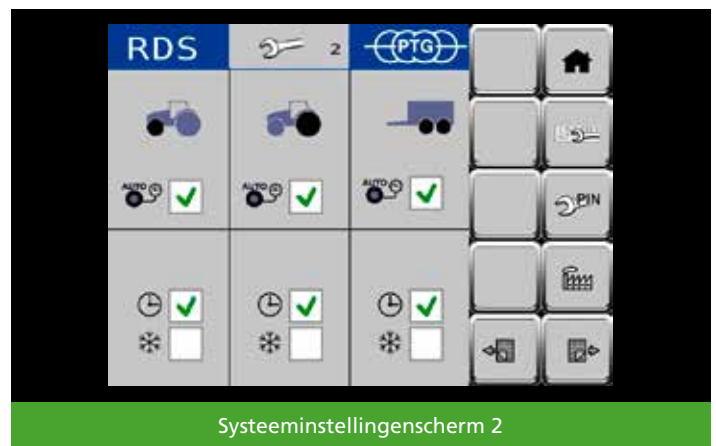 RDS 2 PTG
AUTO AUTO AUTO
PIN
Systeeminstellingenscherm 2